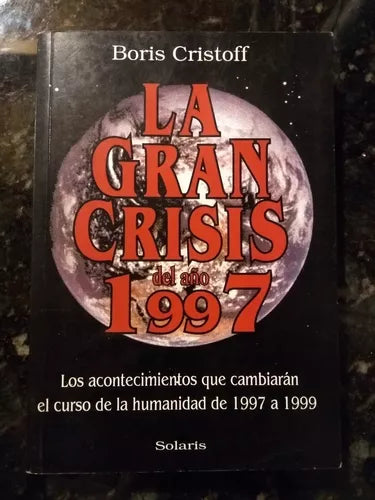 Boris Cristoff
LA
GRAN
CRISIS
del año
1997
Los acontecimientos que cambiarán
el curso de la humanidad de 1997 a 1999
Solaris